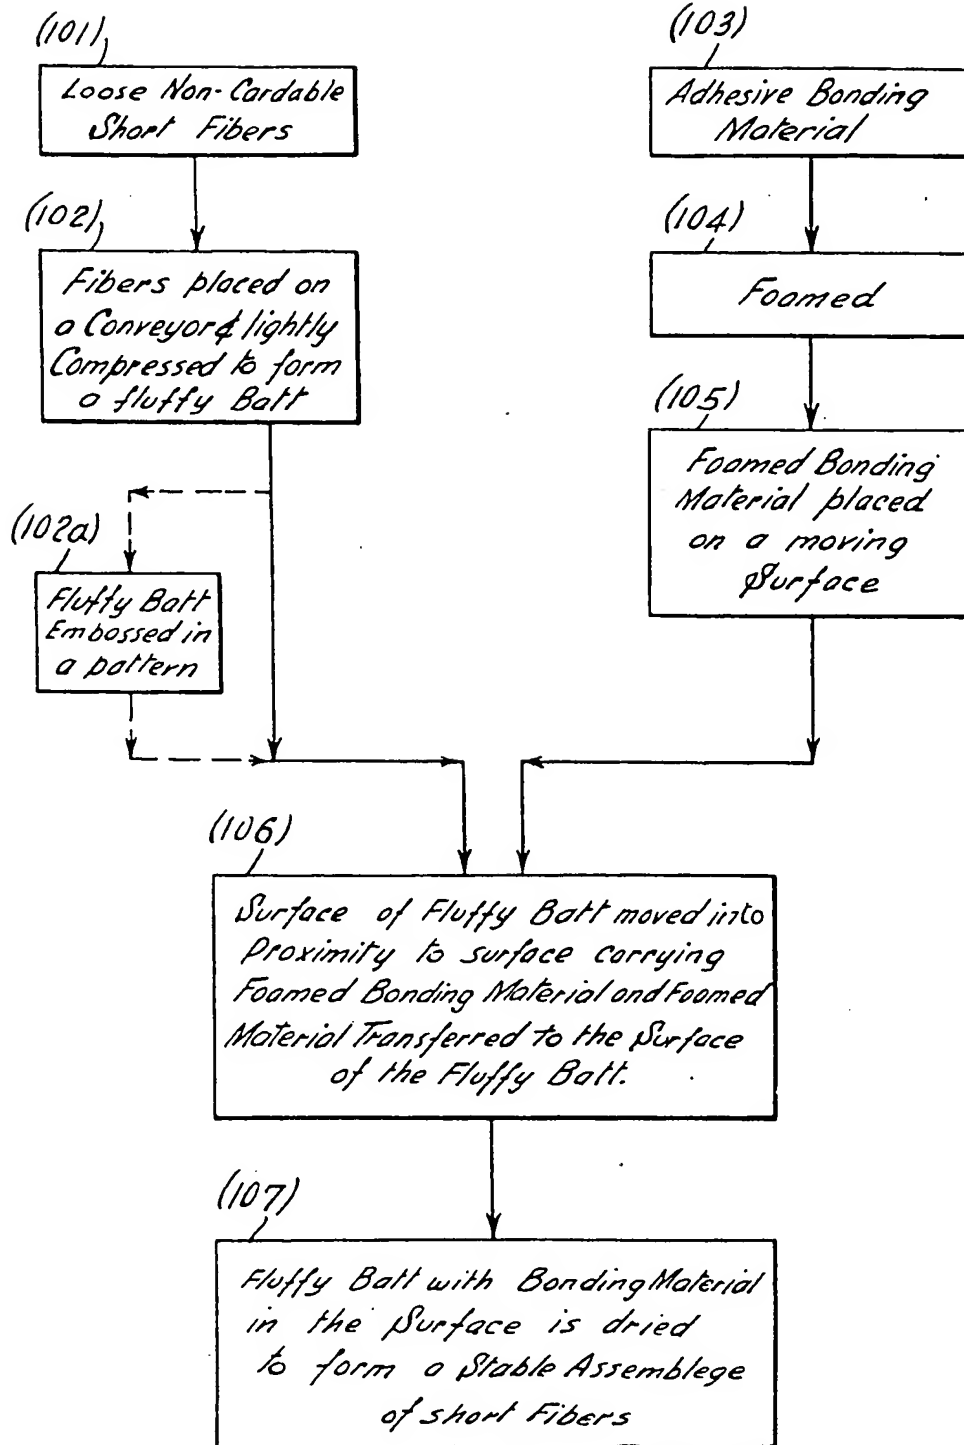 (101)
Loose Non-Cardable
Short Fibers
(102)
Fibers placed on
a Conveyor & lightly
Compressed to form
a fluffy Batt
(102a)
Fluffy Batt
Embossed in
a pattern
(103)
Adhesive Bonding
Material
(104)
Foamed
(105)
Foamed Bonding
Material placed
on a moving
Surface
(106)
Surface of Fluffy Batt moved into
Proximity to surface carrying
Foamed Bonding Material and Foamed
Material Transferred to the Surface
of the Fluffy Batt.
(107)
Fluffy Batt with Bonding Material
in the Surface is dried
to form a Stable Assemblege
of short Fibers